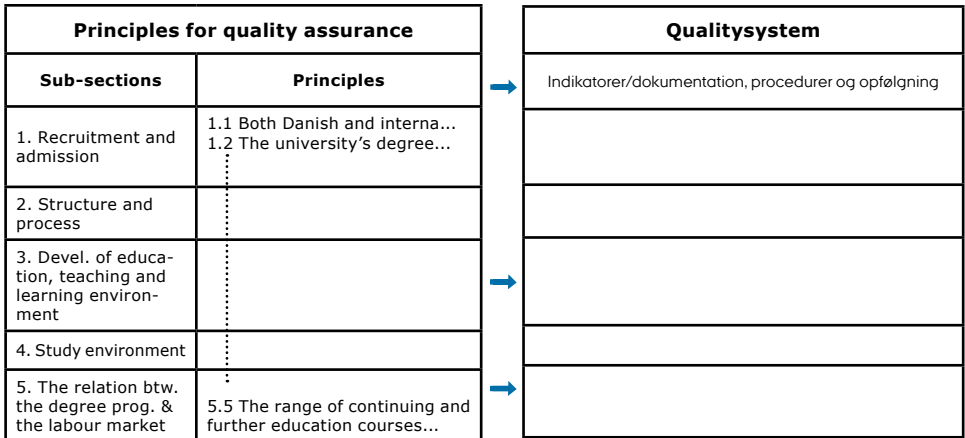 Principles for quality assurance
Sub-sections
Principles
1. Recruitment and
admission
1.1 Both Danish and interna...
1.2 The university's degree...
2. Structure and
process
3. Devel. of educa-
tion, teaching and
learning environ-
ment
4. Study environment
5. The relation btw.
the degree prog. &
the labour market
5.5 The range of continuing and
further education courses...
Qualitysystem
Indikatorer/dokumentation, procedurer og opfølgning